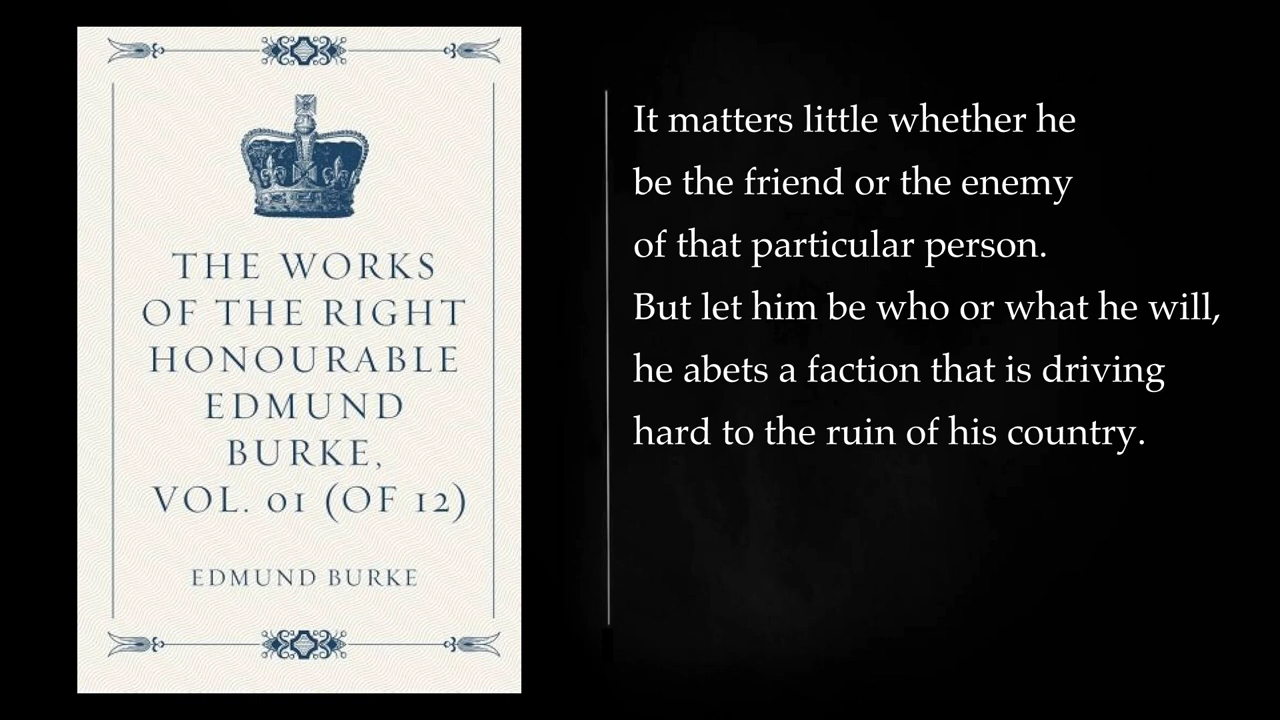 THE WORKS
OF THE RIGHT
HONOURABLE
EDMUND
BURKE,
VOL. 01 (OF 12)
EDMUND BURKE
It matters little whether he
be the friend or the enemy
of that particular person.
But let him be who or what he will,
he abets a faction that is driving
hard to the ruin of his country.